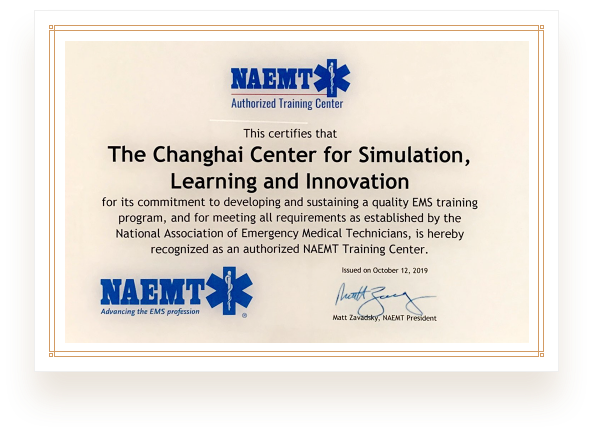 NAEMT
Authorized Training Center
This certifies that
The Changhai Center for Simulation,
Learning and Innovation
for its commitment to developing and sustaining a quality EMS training
program, and for meeting all requirements as established by the
National Association of Emergency Medical Technicians, is hereby
recognized as an authorized NAEMT Training Center.
Issued on October 12, 2019
NAEMT
Advancing the EMS profession
®
Matt Zavadsky
Matt Zavadsky, NAEMT President